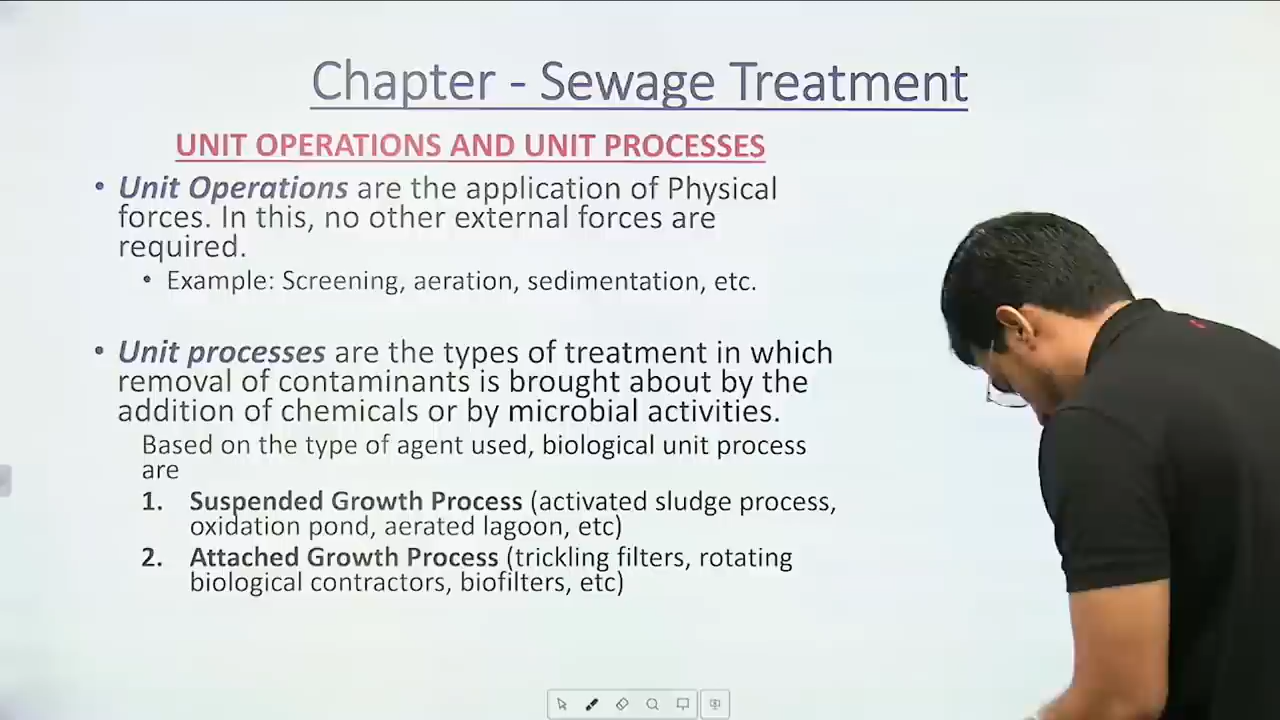 Chapter - Sewage Treatment
UNIT OPERATIONS AND UNIT PROCESSES
• Unit Operations are the application of Physical
forces. In this, no other external forces are
required.
• Example: Screening, aeration, sedimentation, etc.
• Unit processes are the types of treatment in which
removal of contaminants is brought about by the
addition of chemicals or by microbial activities.
Based on the type of agent used, biological unit process
are
1. Suspended Growth Process (activated sludge process,
oxidation pond, aerated lagoon, etc)
2. Attached Growth Process (trickling filters, rotating
biological contractors, biofilters, etc)